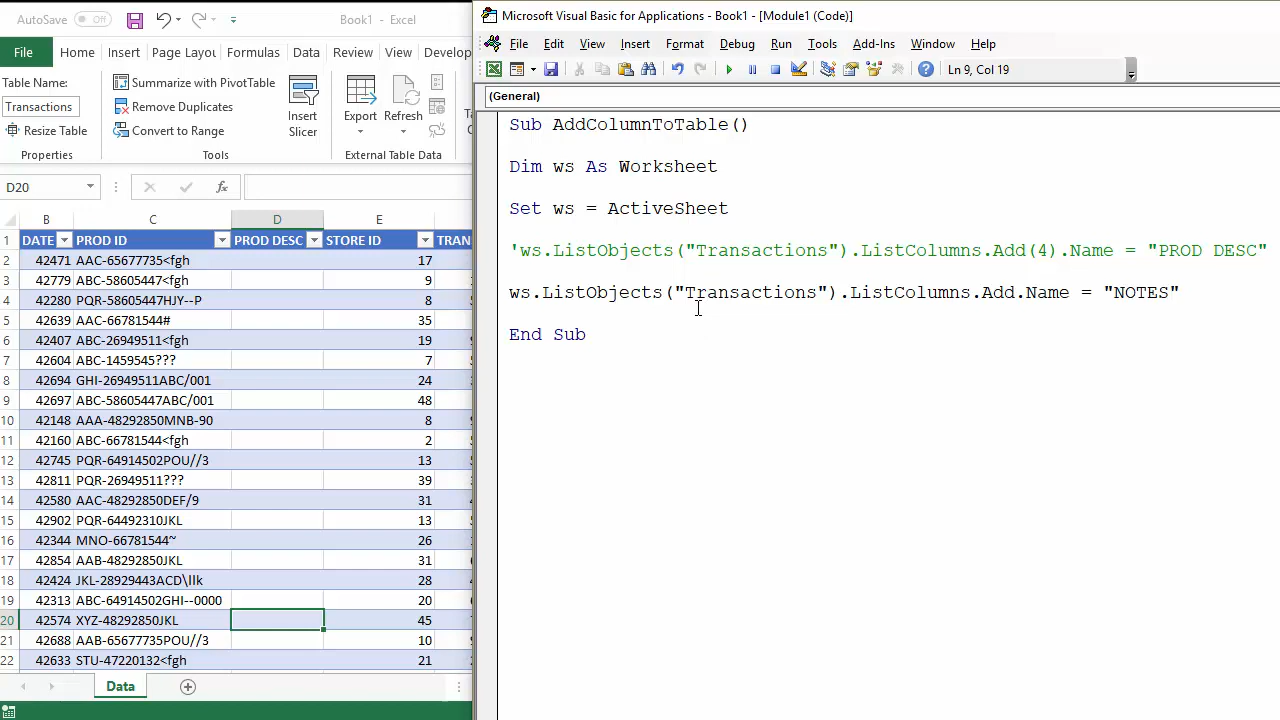 AutoSave Off Book1 - Excel
File Home Insert Page Layou Formulas Data Review View Develop
Table Name:
Transactions
Resize Table
Properties
Summarize with PivotTable
Remove Duplicates
Convert to Range
Tools
Insert
Slicer
Export
Refresh
External Table Data
D20 fx
B C D E
1 DATE PROD ID PROD DESC STORE ID TRAN
2 42471 AAC-65677735<fgh 17
3 42779 ABC-58605447<fgh 9
4 42280 PQR-58605447HJY--P 8
5 42639 AAC-66781544# 35
6 42407 ABC-26949511<fgh 19
7 42604 ABC-1459545??? 7
8 42694 GHI-26949511ABC/001 24
9 42697 ABC-58605447ABC/001 48
10 42148 AAA-48292850MNB-90 8
11 42160 ABC-66781544<fgh 2
12 42745 PQR-64914502POU//3 13
13 42811 PQR-26949511??? 39
14 42580 AAC-48292850DEF/9 31
15 42902 PQR-64492310JKL 13
16 42344 MNO-66781544~ 26
17 42854 AAB-48292850JKL 31
18 42424 JKL-28929443ACD\llk 28
19 42313 ABC-64914502GHI--0000 20
20 42574 XYZ-48292850JKL 45
21 42688 AAB-65677735POU//3 10
22 42633 STU-47220132<fgh 21
Data
Microsoft Visual Basic for Applications - Book1 - [Module1 (Code)]
File Edit View Insert Format Debug Run Tools Add-Ins Window Help
Ln 9, Col 19
(General)
Sub AddColumnToTable()
Dim ws As Worksheet
Set ws = ActiveSheet
'ws.ListObjects("Transactions").ListColumns.Add(4).Name = "PROD DESC"
ws.ListObjects("Transactions").ListColumns.Add.Name = "NOTES"
End Sub